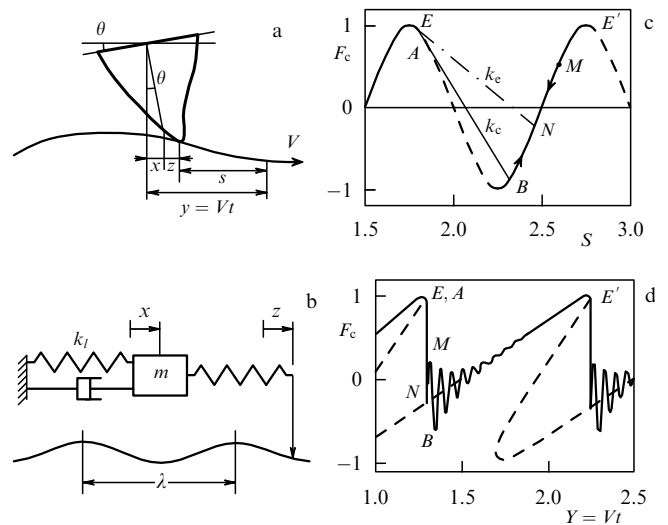 a
θ
θ
V
x
z
s
y = Vt
b
x
z
k_l
m
λ
c
1
F_c
0
−1
E
A
k_e
k_c
E′
M
N
B
1.5
2.0
2.5
3.0
S
d
1
F_c
0
−1
E, A
M
N
B
E′
1.0
1.5
2.0
2.5
Y = Vt